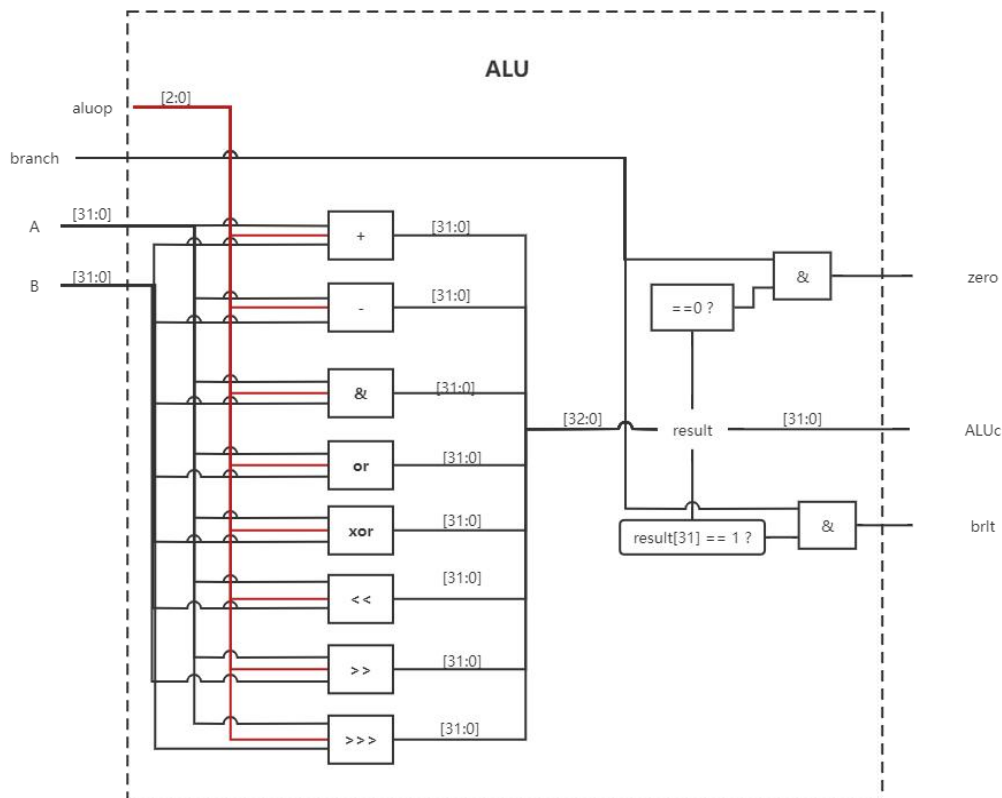 ALU
[2:0]
aluop
branch
[31:0]
A
[31:0]
+
[31:0]
B
[31:0]
-
&
zero
==0 ?
[31:0]
&
[31:0]
[32:0]
result
[31:0]
ALUc
or
[31:0]
xor
[31:0]
result[31] == 1 ?
&
brlt
<<
[31:0]
>>
[31:0]
>>>
[31:0]